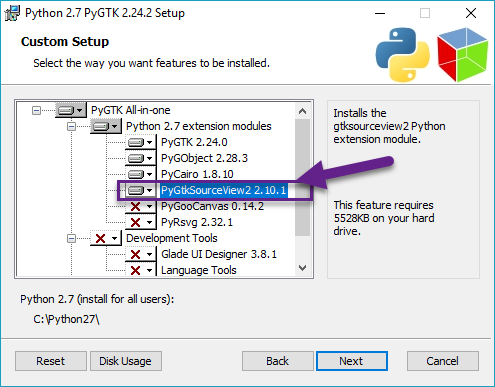 Python 2.7 PyGTK 2.24.2 Setup
Custom Setup
Select the way you want features to be installed.
PyGTK All-in-one
Python 2.7 extension modules
PyGTK 2.24.0
PyGObject 2.28.3
PyCairo 1.8.10
PyGtkSourceView2 2.10.1
PyGooCanvas 0.14.2
PyRsvg 2.32.1
Development Tools
Glade UI Designer 3.8.1
Language Tools
Installs the
gtksourceview2 Python
extension module.
This feature requires
5528KB on your hard
drive.
Python 2.7 (install for all users):
C:\Python27\
Reset
Disk Usage
Back
Next
Cancel